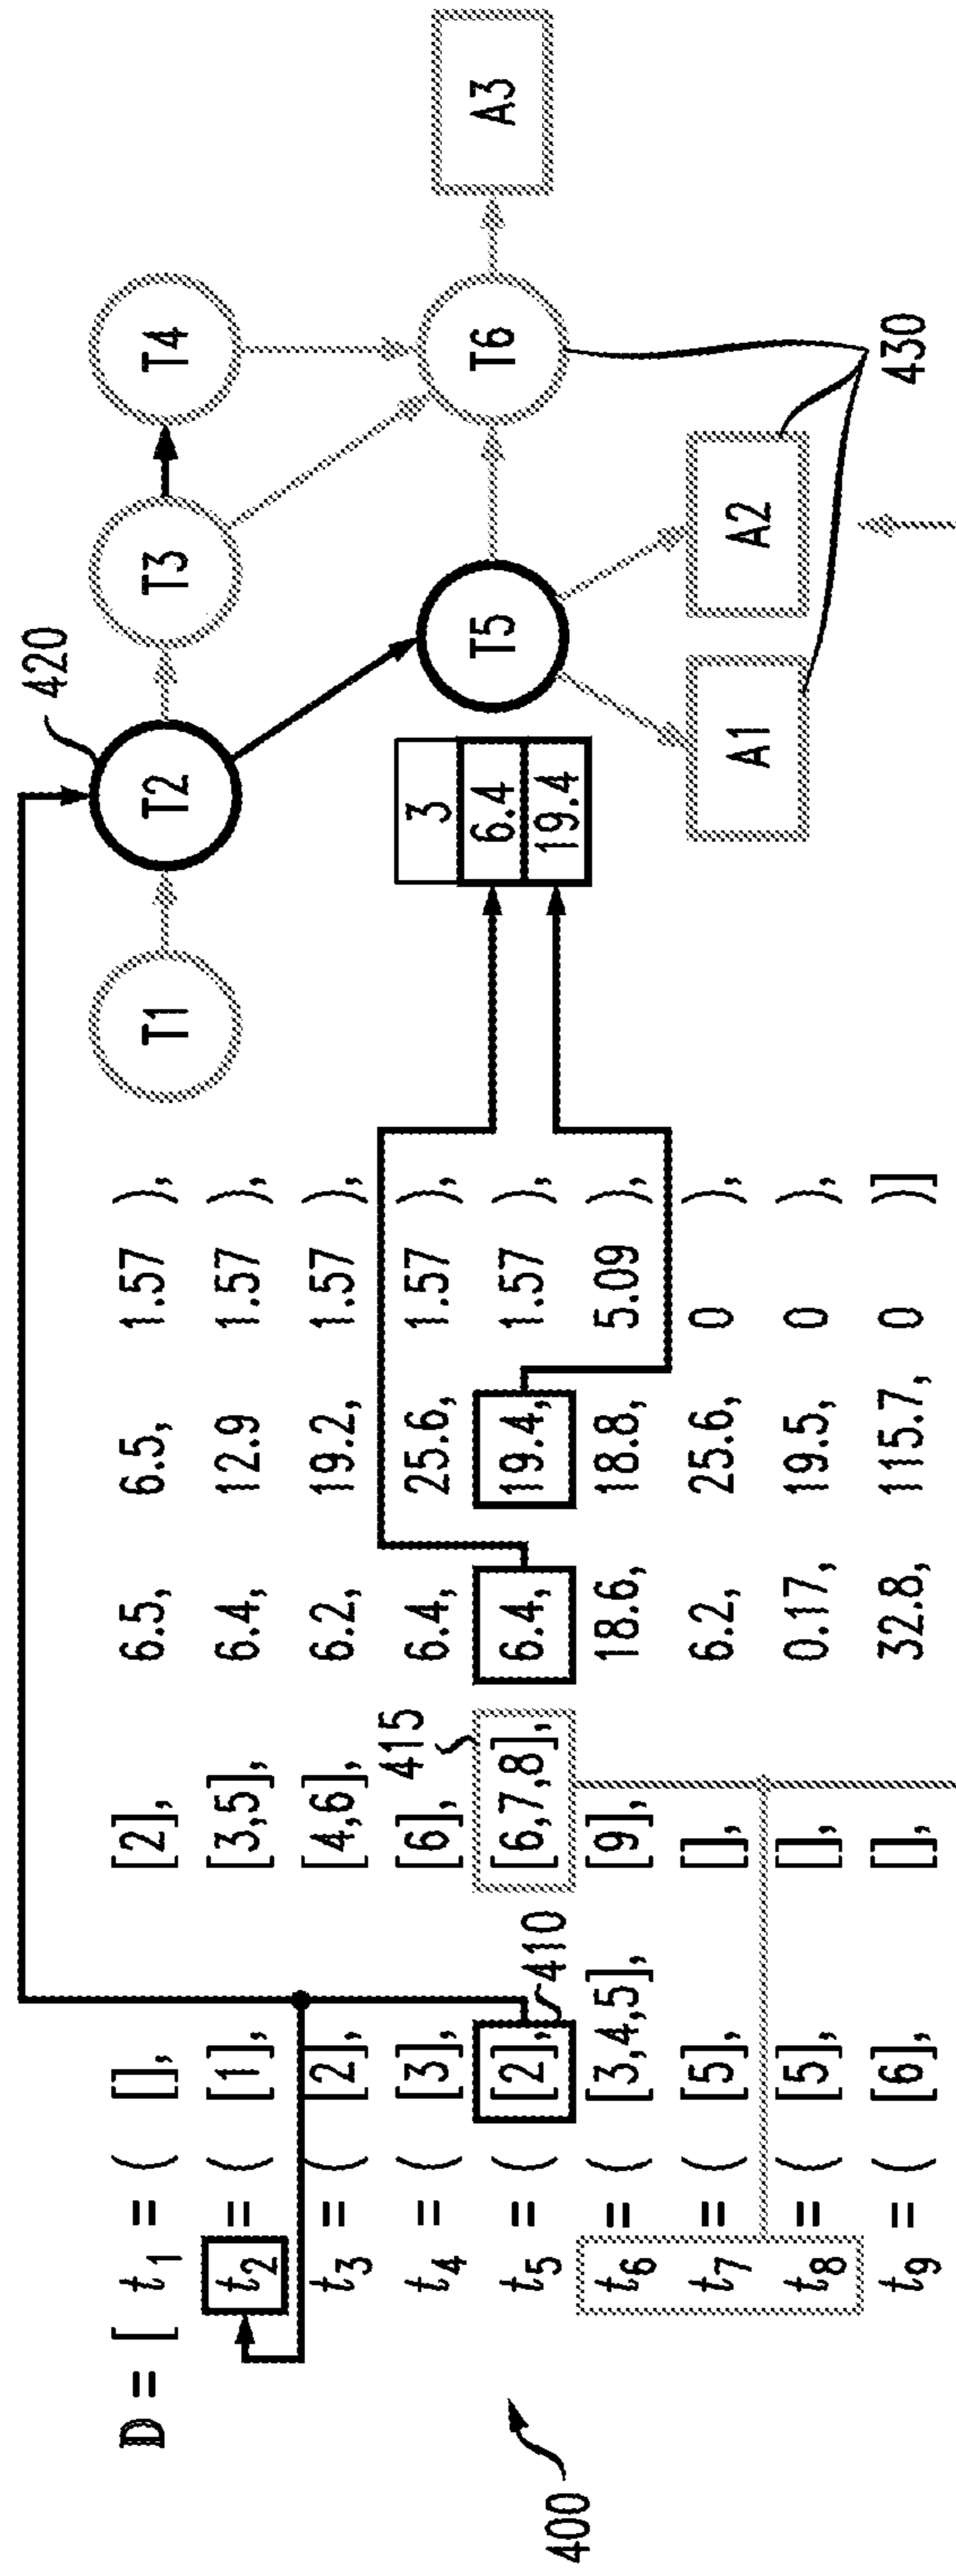 D = [ t1 = ( [], [2], 6.5, 6.5, 1.57 ),
t2 = ( [1], [3,5], 6.4, 12.9 1.57 ),
t3 = ( [2], [4,6], 6.2, 19.2, 1.57 ),
t4 = ( [3], [6], 6.4, 25.6, 1.57 ),
t5 = ( [2], [6,7,8], 6.4, 19.4, 1.57 ),
t6 = ( [3,4,5], [9], 18.6, 18.8, 5.09 ),
t7 = ( [5], [], 6.2, 25.6, 0 ),
t8 = ( [5], [], 0.17, 19.5, 0 ),
t9 = ( [6], [], 32.8, 115.7, 0 )]
400
410
415
420
T1
T2
T3
T4
3
6.4
19.4
T5
T6
A3
A1
A2
430